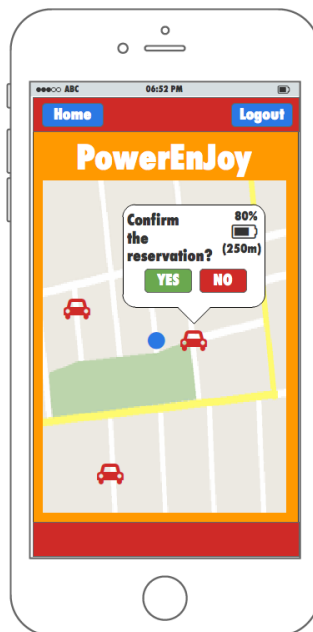 ABC 06:52 PM
Home Logout
PowerEnJoy
Confirm 80%
the
reservation? (250m)
YES NO